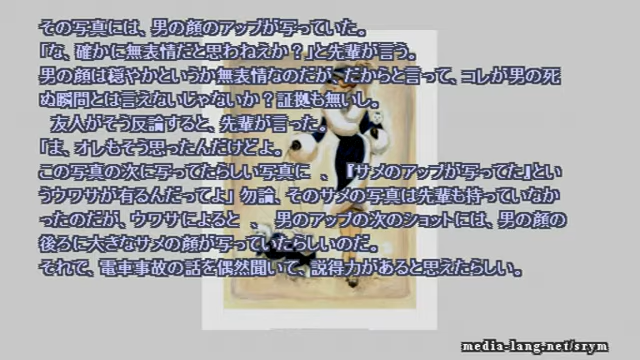 その写真には、男の顔のアップが写っていた。
「な、確かに無表情だと思わねえか？」と先輩が言う。
男の顔は穏やかというか無表情なのだが、だからと言って、コレが男の死
ぬ瞬間とは言えないじゃないか？証拠も無いし。
友人がそう反論すると、先輩が言った。
「ま、オレもそう思ったんだけどよ。
この写真の次に写ってたらしい写真に　、『サメのアップが写ってた』とい
うウワサが有るんだってよ」勿論、そのサメの写真は先輩も持っていなか
ったのだが、ウワサによると　、　男のアップの次のショットには、男の顔の
後ろに大きなサメの顔が写っていたらしいのだ。
それで、電車事故の話を偶然聞いて、説得力があると思えたらしい。
media-lang.net/srym